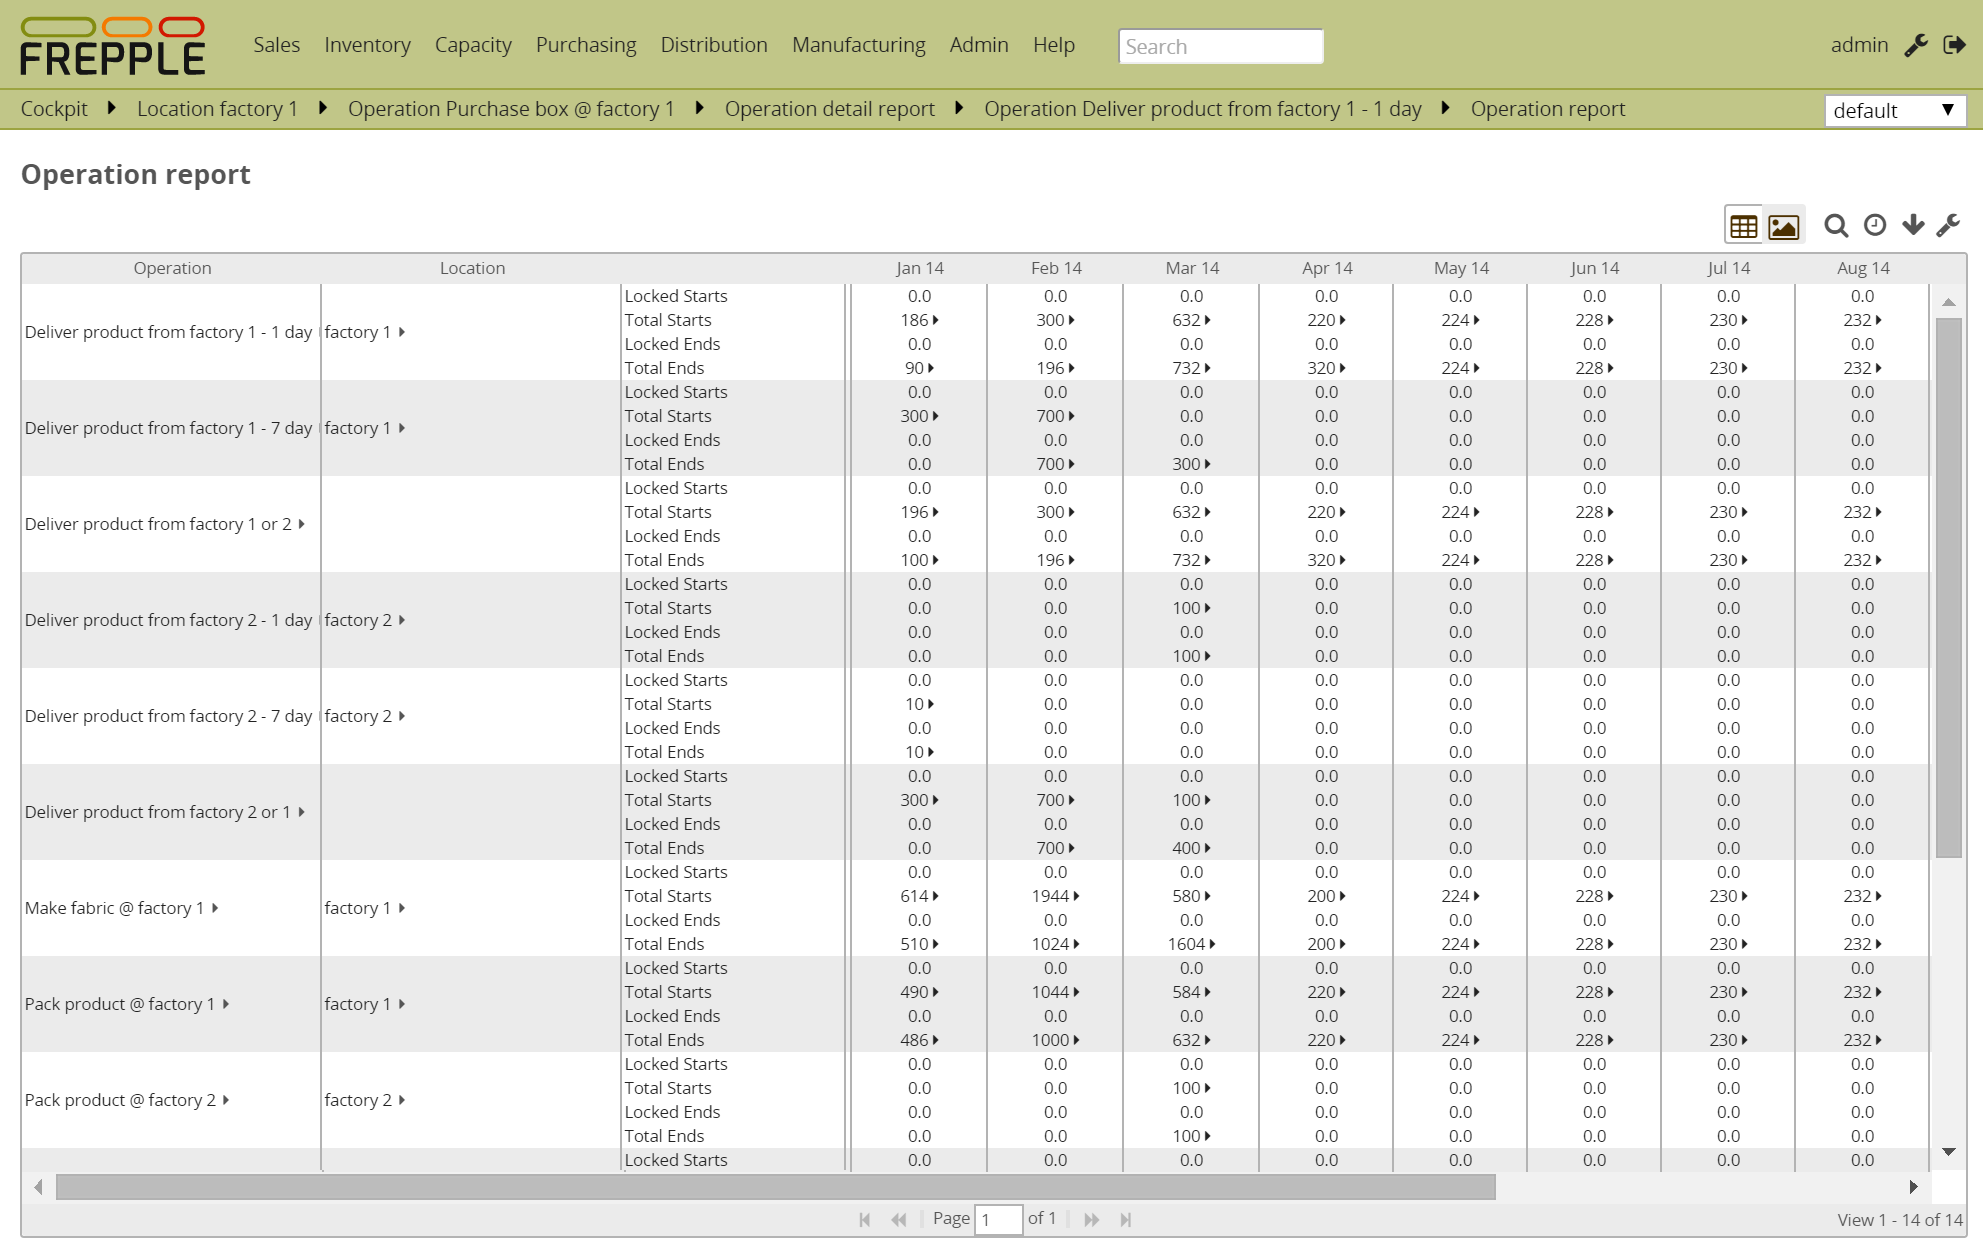 FREPPLE Sales Inventory Capacity Purchasing Distribution Manufacturing Admin Help Search admin
Cockpit Location factory 1 Operation Purchase box @ factory 1 Operation detail report Operation Deliver product from factory 1 - 1 day Operation report default
Operation report
Operation Location Jan 14 Feb 14 Mar 14 Apr 14 May 14 Jun 14 Jul 14 Aug 14
Locked Starts 0.0 0.0 0.0 0.0 0.0 0.0 0.0 0.0
Total Starts 186 300 632 220 224 228 230 232
Deliver product from factory 1 - 1 day factory 1
Locked Ends 0.0 0.0 0.0 0.0 0.0 0.0 0.0 0.0
Total Ends 90 196 732 320 224 228 230 232
Locked Starts 0.0 0.0 0.0 0.0 0.0 0.0 0.0 0.0
Total Starts 300 700 0.0 0.0 0.0 0.0 0.0 0.0
Deliver product from factory 1 - 7 day factory 1
Locked Ends 0.0 0.0 0.0 0.0 0.0 0.0 0.0 0.0
Total Ends 0.0 700 300 0.0 0.0 0.0 0.0 0.0
Locked Starts 0.0 0.0 0.0 0.0 0.0 0.0 0.0 0.0
Total Starts 196 300 632 220 224 228 230 232
Deliver product from factory 1 or 2
Locked Ends 0.0 0.0 0.0 0.0 0.0 0.0 0.0 0.0
Total Ends 100 196 732 320 224 228 230 232
Locked Starts 0.0 0.0 0.0 0.0 0.0 0.0 0.0 0.0
Total Starts 0.0 0.0 100 0.0 0.0 0.0 0.0 0.0
Deliver product from factory 2 - 1 day factory 2
Locked Ends 0.0 0.0 0.0 0.0 0.0 0.0 0.0 0.0
Total Ends 0.0 0.0 100 0.0 0.0 0.0 0.0 0.0
Locked Starts 0.0 0.0 0.0 0.0 0.0 0.0 0.0 0.0
Total Starts 10 0.0 0.0 0.0 0.0 0.0 0.0 0.0
Deliver product from factory 2 - 7 day factory 2
Locked Ends 0.0 0.0 0.0 0.0 0.0 0.0 0.0 0.0
Total Ends 10 0.0 0.0 0.0 0.0 0.0 0.0 0.0
Locked Starts 0.0 0.0 0.0 0.0 0.0 0.0 0.0 0.0
Total Starts 300 700 100 0.0 0.0 0.0 0.0 0.0
Deliver product from factory 2 or 1
Locked Ends 0.0 0.0 0.0 0.0 0.0 0.0 0.0 0.0
Total Ends 0.0 700 400 0.0 0.0 0.0 0.0 0.0
Locked Starts 0.0 0.0 0.0 0.0 0.0 0.0 0.0 0.0
Total Starts 614 1944 580 200 224 228 230 232
Make fabric @ factory 1 factory 1
Locked Ends 0.0 0.0 0.0 0.0 0.0 0.0 0.0 0.0
Total Ends 510 1024 1604 200 224 228 230 232
Locked Starts 0.0 0.0 0.0 0.0 0.0 0.0 0.0 0.0
Total Starts 490 1044 584 220 224 228 230 232
Pack product @ factory 1 factory 1
Locked Ends 0.0 0.0 0.0 0.0 0.0 0.0 0.0 0.0
Total Ends 486 1000 632 220 224 228 230 232
Locked Starts 0.0 0.0 0.0 0.0 0.0 0.0 0.0 0.0
Total Starts 0.0 0.0 100 0.0 0.0 0.0 0.0 0.0
Pack product @ factory 2 factory 2
Locked Ends 0.0 0.0 0.0 0.0 0.0 0.0 0.0 0.0
Total Ends 0.0 0.0 100 0.0 0.0 0.0 0.0 0.0
Locked Starts 0.0 0.0 0.0 0.0 0.0 0.0 0.0 0.0
Page 1 of 1 View 1 - 14 of 14